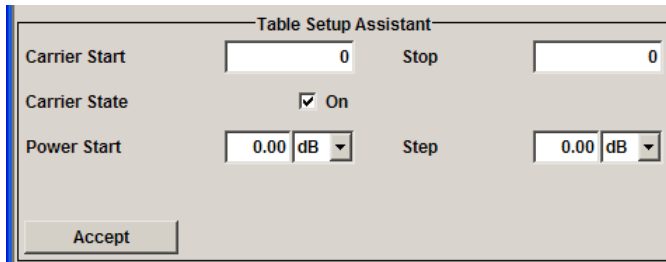 Table Setup Assistant
Carrier Start 0 Stop 0
Carrier State On
Power Start 0.00 dB Step 0.00 dB
Accept